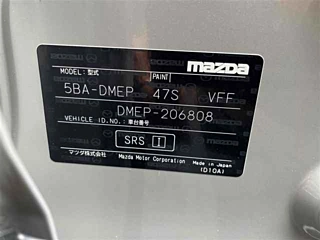 mazda
MODEL: 型式 PAINT
5BA-DMEP 47S VFF
DMEP-206808
VEHICLE I.D.NO.: 車台番号
SRS I
マツダ株式会社 Mazda Motor Corporation Made in Japan
(D10A)